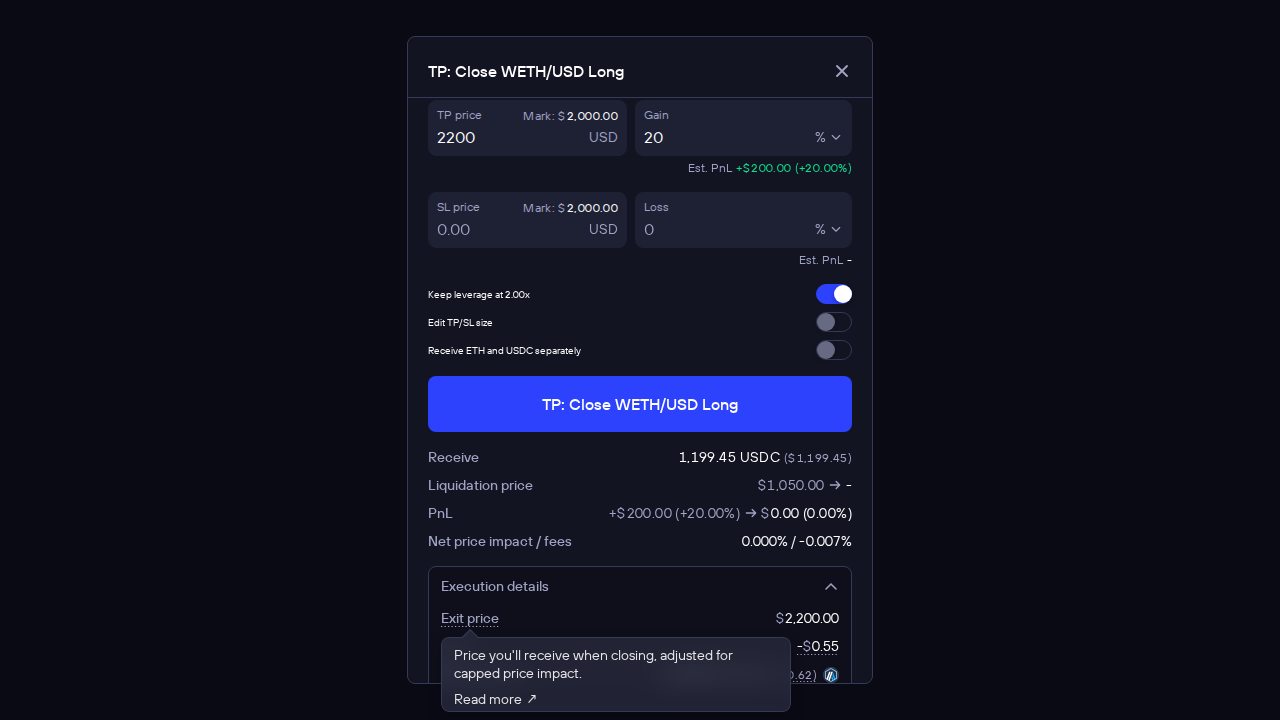 TP: Close WETH/USD Long
TP price
Mark: $2,000.00
2200
USD
Gain
20
%
Est. PnL +$200.00 (+20.00%)
SL price
Mark: $2,000.00
0.00
USD
Loss
0
%
Est. PnL -
Keep leverage at 2.00x
Edit TP/SL size
Receive ETH and USDC separately
TP: Close WETH/USD Long
Receive 1,199.45 USDC ($1,199.45)
Liquidation price $1,050.00 → -
PnL +$200.00 (+20.00%) → $0.00 (0.00%)
Net price impact / fees 0.000% / -0.007%
Execution details
Exit price $2,200.00
-$0.55
0.62)
Price you'll receive when closing, adjusted for
capped price impact.
Read more ↗